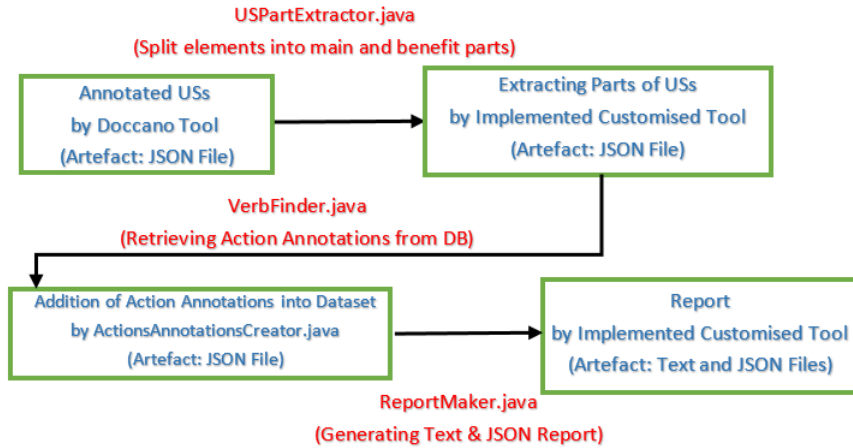 USPartExtractor.java
(Split elements into main and benefit parts)
Annotated USs
by Doccano Tool
(Artefact: JSON File)
Extracting Parts of USs
by Implemented Customised Tool
(Artefact: JSON File)
VerbFinder.java
(Retrieving Action Annotations from DB)
Addition of Action Annotations into Dataset
by ActionsAnnotationsCreator.java
(Artefact: JSON File)
Report
by Implemented Customised Tool
(Artefact: Text and JSON Files)
ReportMaker.java
(Generating Text & JSON Report)